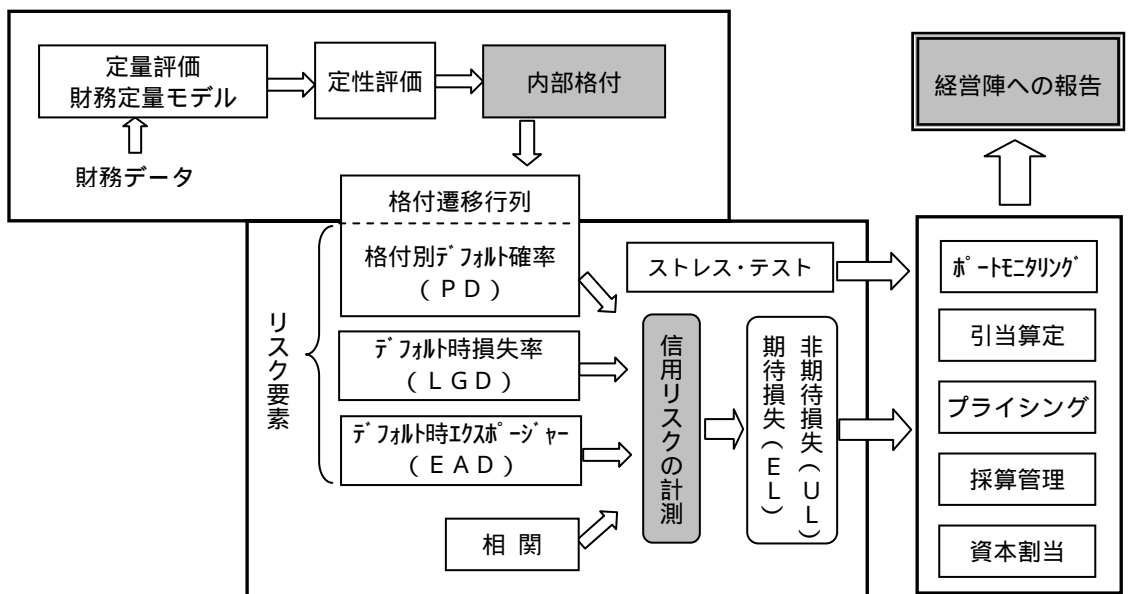 定量評価
財務定量モデル
定性評価
内部格付
経営陣への報告
財務データ
格付遷移行列
格付別ﾃﾞﾌｫﾙﾄ確率
(ＰＤ)
ストレス・テスト
ﾎﾟｰﾄﾓﾆﾀﾘﾝｸﾞ
リスク要素
ﾃﾞﾌｫﾙﾄ時損失率
(ＬＧＤ)
信用リスクの計測
非期待損失(ＵＬ)
期待損失(ＥＬ)
引当算定
プライシング
ﾃﾞﾌｫﾙﾄ時ｴｸｽﾎﾟｰｼﾞｬｰ
(ＥＡＤ)
採算管理
相 関
資本割当